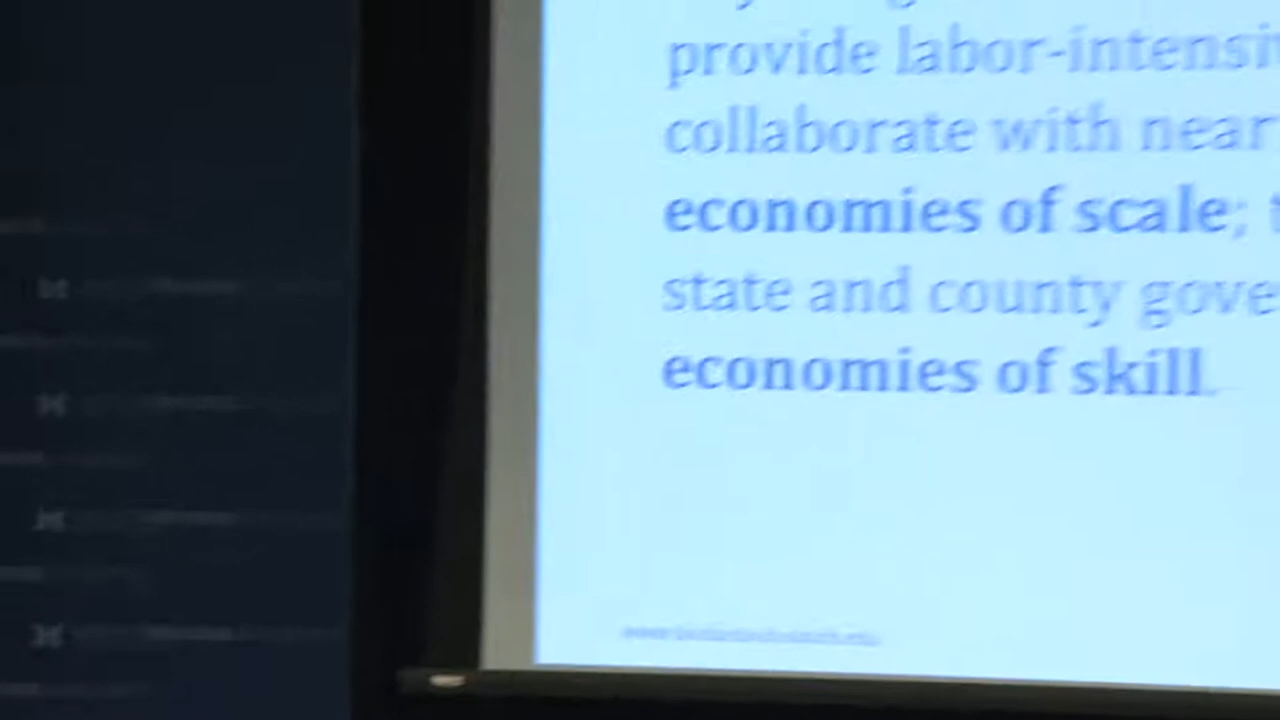 provide labor-intensi
collaborate with near
economies of scale;
state and county gove
economies of skill.